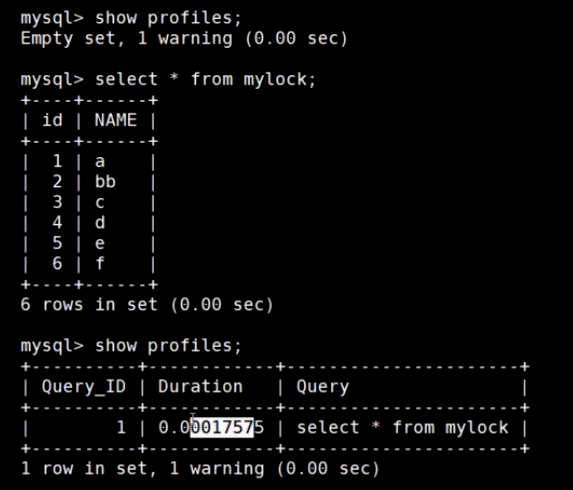 mysql> show profiles;
Empty set, 1 warning (0.00 sec)
mysql> select * from mylock;
+----+------+
| id | NAME |
+----+------+
|  1 | a    |
|  2 | bb   |
|  3 | c    |
|  4 | d    |
|  5 | e    |
|  6 | f    |
+----+------+
6 rows in set (0.00 sec)
mysql> show profiles;
+----------+------------+----------------------+
| Query_ID | Duration   | Query                |
+----------+------------+----------------------+
|        1 | 0.00017575 | select * from mylock |
+----------+------------+----------------------+
1 row in set, 1 warning (0.00 sec)